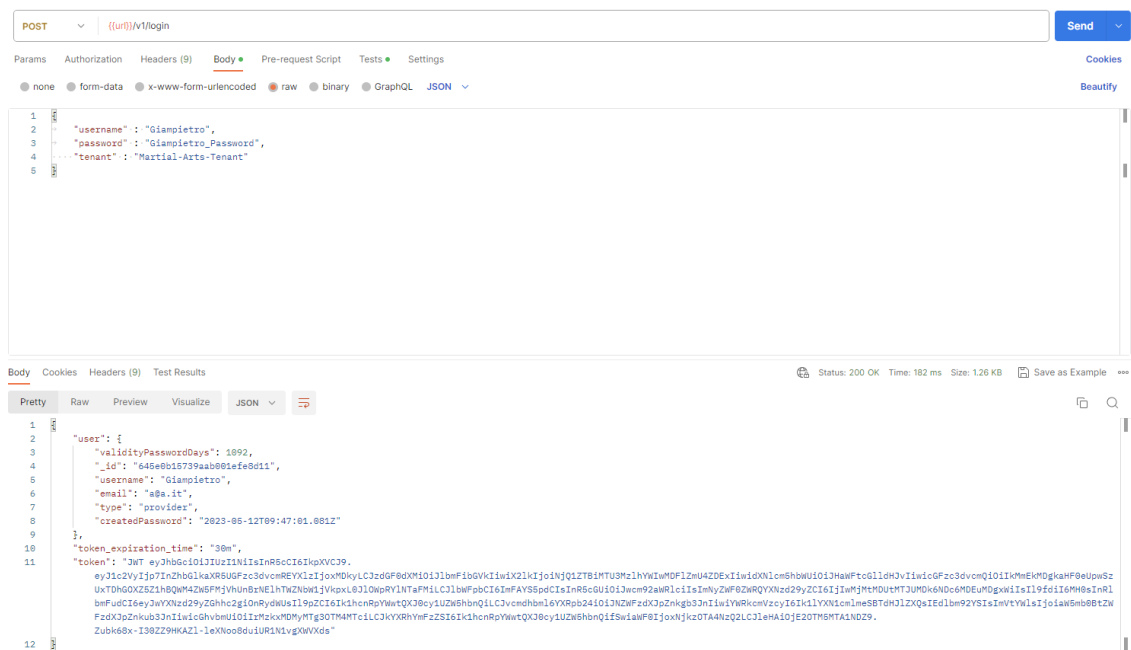 POST {{url}}/v1/login Send
Params Authorization Headers (9) Body Pre-request Script Tests Settings Cookies
none form-data x-www-form-urlencoded raw binary GraphQL JSON Beautify
1 {
2 "username" : "Giampietro",
3 "password" : "Giampietro_Password",
4 "tenant" : "Martial-Arts-Tenant"
5 }
Body Cookies Headers (9) Test Results Status: 200 OK Time: 182 ms Size: 1.26 KB Save as Example
Pretty Raw Preview Visualize JSON
1 {
2 "user": {
3 "validityPasswordDays": 1092,
4 "_id": "645e0b15739aab001efe8d11",
5 "username": "Giampietro",
6 "email": "a@a.it",
7 "type": "provider",
8 "createdPassword": "2023-05-12T09:47:01.081Z"
9 },
10 "token_expiration_time": "30m",
11 "token": "JWT eyJhbGciOiJIUzI1NiIsInR5cCI6IkpXVCJ9.
12 }